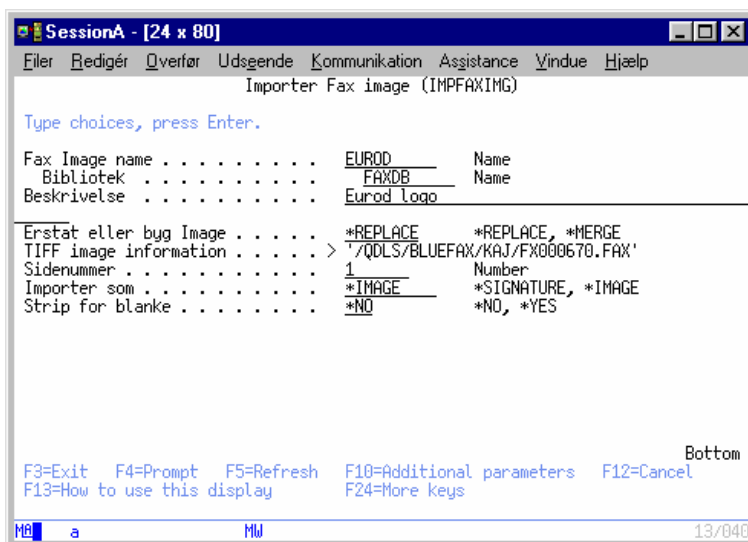 SessionA - [24 x 80]
Filer Redigér Overfør Udseende Kommunikation Assistance Vindue Hjælp
Importer Fax image (IMPFAXIMG)
Type choices, press Enter.
Fax Image name . . . . . . . . . . EUROD Name
Bibliotek . . . . . . . . . . FAXDB Name
Beskrivelse . . . . . . . . . . Eurod logo
Erstat eller byg Image . . . . . *REPLACE *REPLACE, *MERGE
TIFF image information . . . . . > '/QDLS/BLUEFAX/KAJ/FX000670.FAX'
Sidenummer . . . . . . . . . . . 1 Number
Importer som . . . . . . . . . . *IMAGE *SIGNATURE, *IMAGE
Strip for blanke . . . . . . . . *NO *NO, *YES
Bottom
F3=Exit F4=Prompt F5=Refresh F10=Additional parameters F12=Cancel
F13=How to use this display F24=More keys
MA a MW 13/040